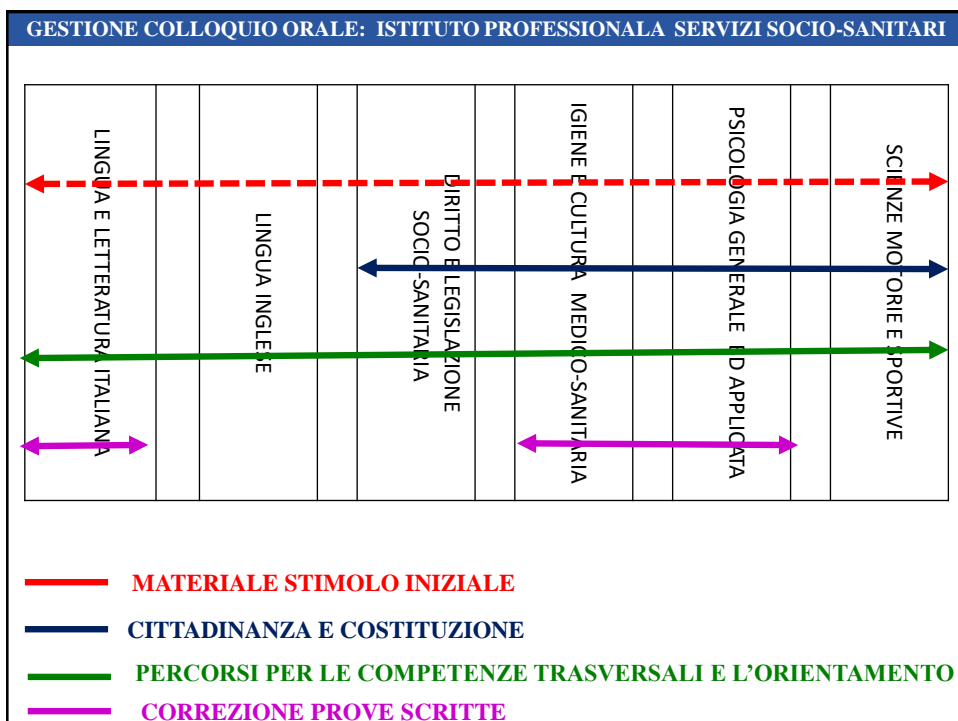 GESTIONE COLLOQUIO ORALE: ISTITUTO PROFESSIONALA SERVIZI SOCIO-SANITARI
LINGUA E LETTERATURA ITALIANA
LINGUA INGLESE
DIRITTO E LEGISLAZIONE
SOCIO-SANITARIA
IGIENE E CULTURA MEDICO-SANITARIA
PSICOLOGIA GENERALE ED APPLICATA
SCIENZE MOTORIE E SPORTIVE
MATERIALE STIMOLO INIZIALE
CITTADINANZA E COSTITUZIONE
PERCORSI PER LE COMPETENZE TRASVERSALI E L'ORIENTAMENTO
CORREZIONE PROVE SCRITTE